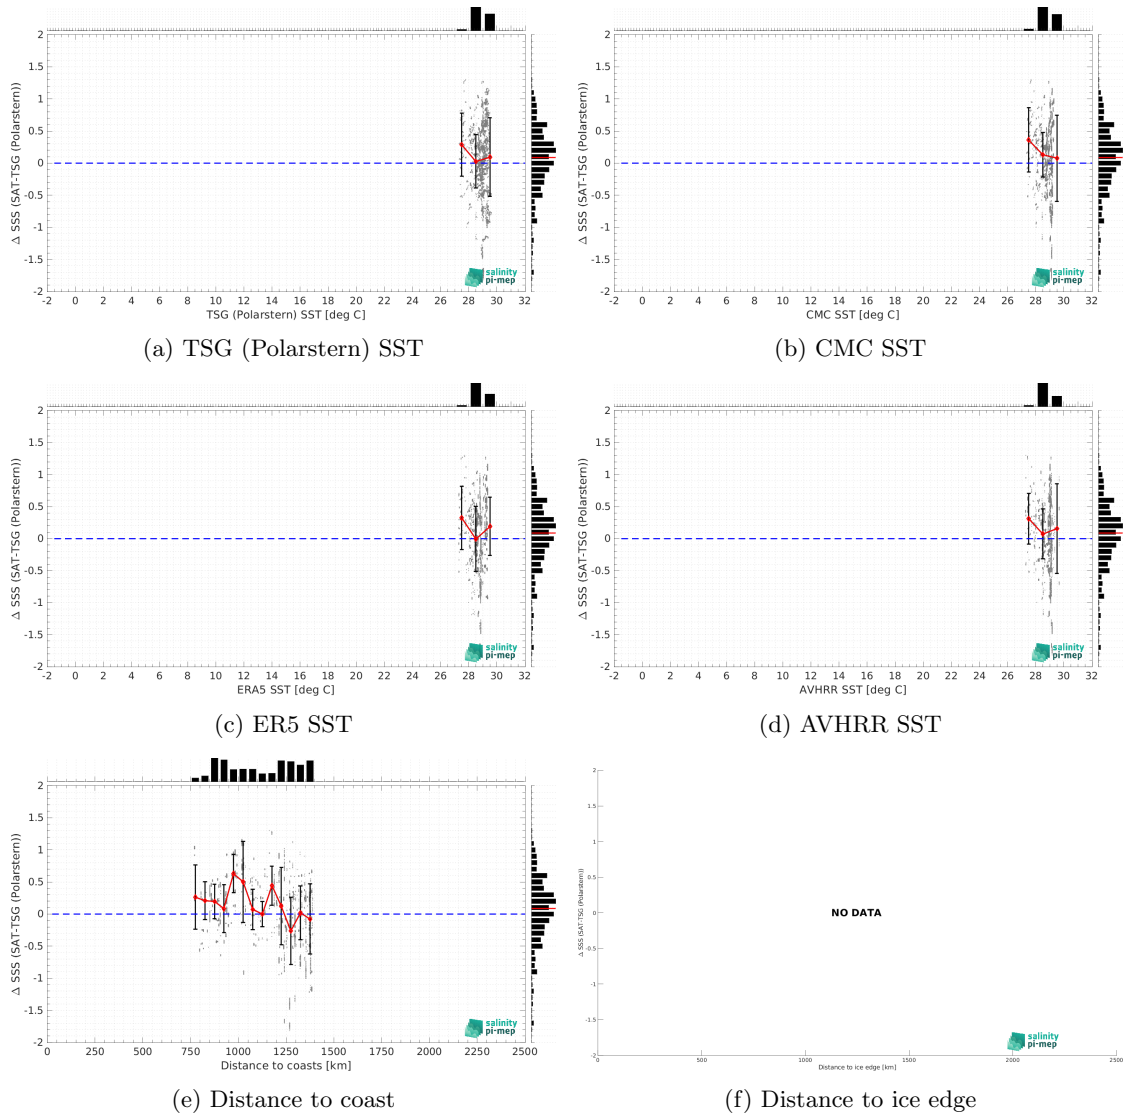 2
1.5
1
0.5
0
-0.5
-1
-1.5
-2
Δ SSS (SAT-TSG (Polarstern))
-2 0 2 4 6 8 10 12 14 16 18 20 22 24 26 28 30 32
TSG (Polarstern) SST [deg C]
salinity
pi-mep
(a) TSG (Polarstern) SST
2
1.5
1
0.5
0
-0.5
-1
-1.5
-2
Δ SSS (SAT-TSG (Polarstern))
-2 0 2 4 6 8 10 12 14 16 18 20 22 24 26 28 30 32
CMC SST [deg C]
salinity
pi-mep
(b) CMC SST
2
1.5
1
0.5
0
-0.5
-1
-1.5
-2
Δ SSS (SAT-TSG (Polarstern))
-2 0 2 4 6 8 10 12 14 16 18 20 22 24 26 28 30 32
ERA5 SST [deg C]
salinity
pi-mep
(c) ER5 SST
2
1.5
1
0.5
0
-0.5
-1
-1.5
-2
Δ SSS (SAT-TSG (Polarstern))
-2 0 2 4 6 8 10 12 14 16 18 20 22 24 26 28 30 32
AVHRR SST [deg C]
salinity
pi-mep
(d) AVHRR SST
2
1.5
1
0.5
0
-0.5
-1
-1.5
-2
Δ SSS (SAT-TSG (Polarstern))
0 250 500 750 1000 1250 1500 1750 2000 2250 2500
Distance to coasts [km]
salinity
pi-mep
(e) Distance to coast
2
1.5
1
0.5
0
-0.5
-1
-1.5
-2
Δ SSS (SAT-TSG (Polarstern))
NO DATA
0 500 1000 1500 2000 2500
Distance to ice edge [km]
salinity
pi-mep
(f) Distance to ice edge